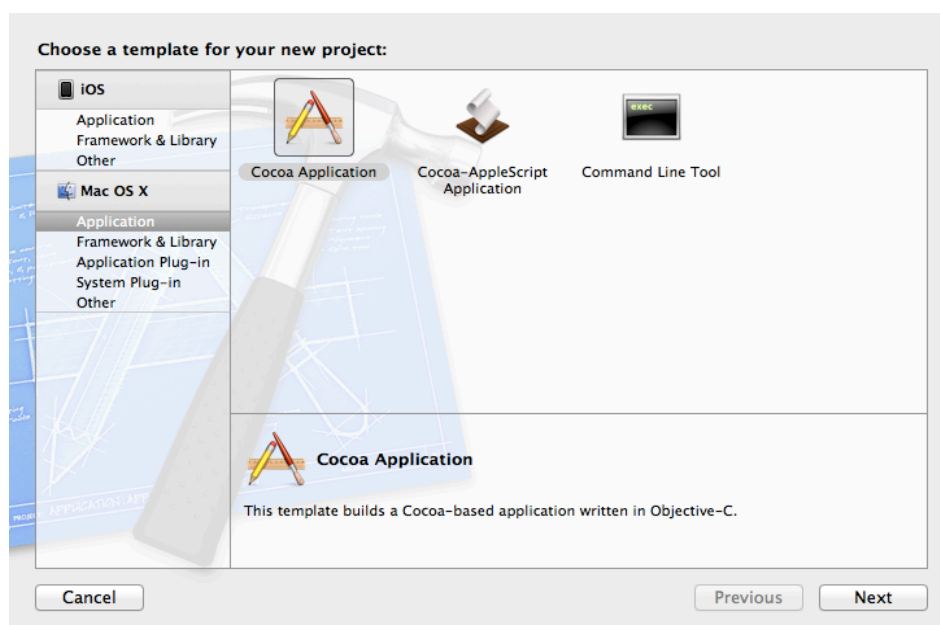 Choose a template for your new project:
iOS
Application
Framework & Library
Other
Mac OS X
Application
Framework & Library
Application Plug-in
System Plug-in
Other
exec
Cocoa Application
Cocoa-AppleScript
Application
Command Line Tool
Cocoa Application
This template builds a Cocoa-based application written in Objective-C.
Cancel
Previous
Next